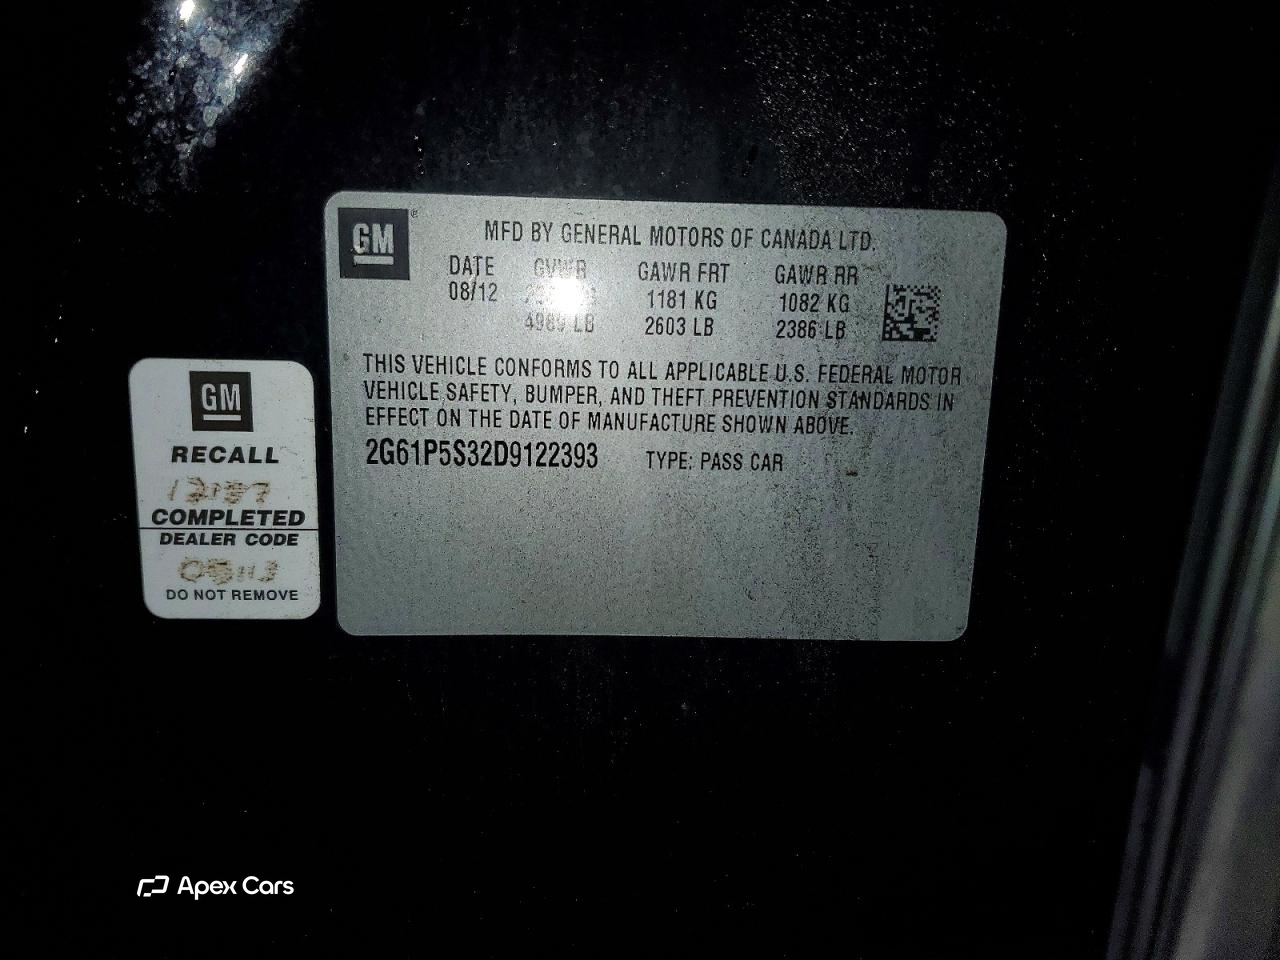 GM
MFD BY GENERAL MOTORS OF CANADA LTD.
DATE GVWR GAWR FRT GAWR RR
08/12 1181 KG 1082 KG
4989 LB 2603 LB 2386 LB
THIS VEHICLE CONFORMS TO ALL APPLICABLE U.S. FEDERAL MOTOR
VEHICLE SAFETY, BUMPER, AND THEFT PREVENTION STANDARDS IN
EFFECT ON THE DATE OF MANUFACTURE SHOWN ABOVE.
2G61P5S32D9122393 TYPE: PASS CAR
GM
RECALL
COMPLETED
DEALER CODE
DO NOT REMOVE
Apex Cars